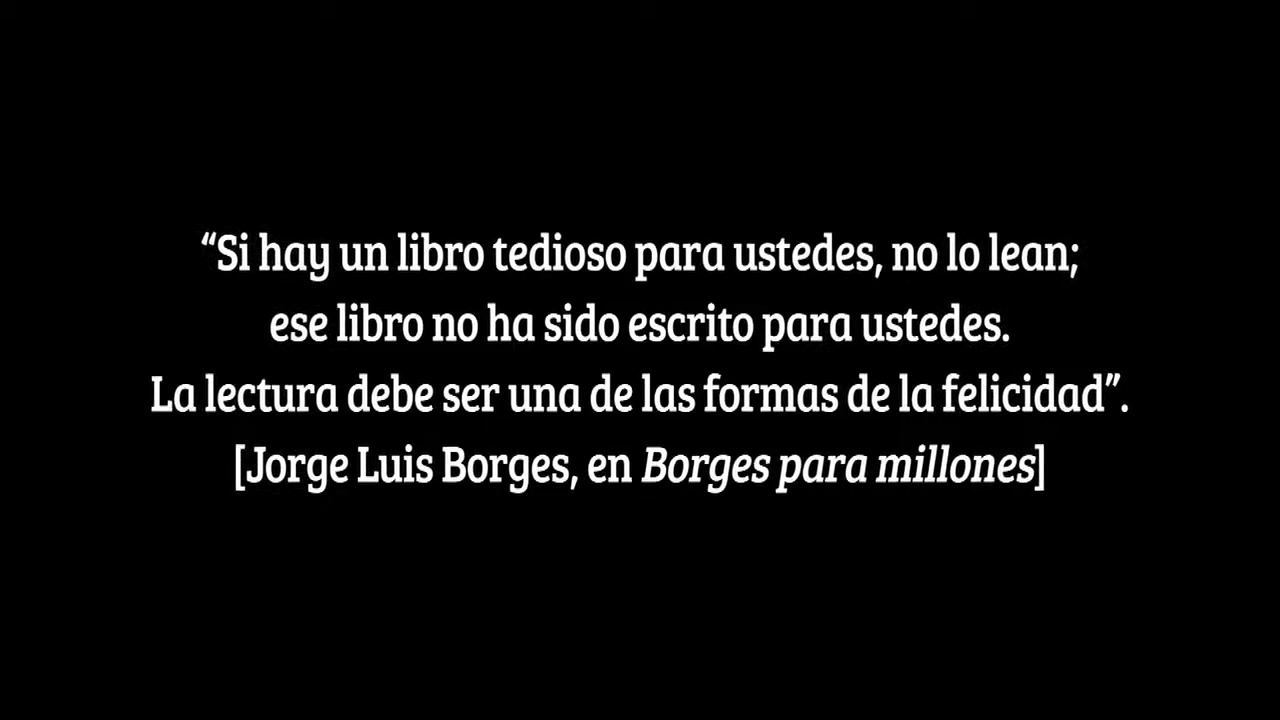 “Si hay un libro tedioso para ustedes, no lo lean;
ese libro no ha sido escrito para ustedes.
La lectura debe ser una de las formas de la felicidad”.
[Jorge Luis Borges, en Borges para millones]